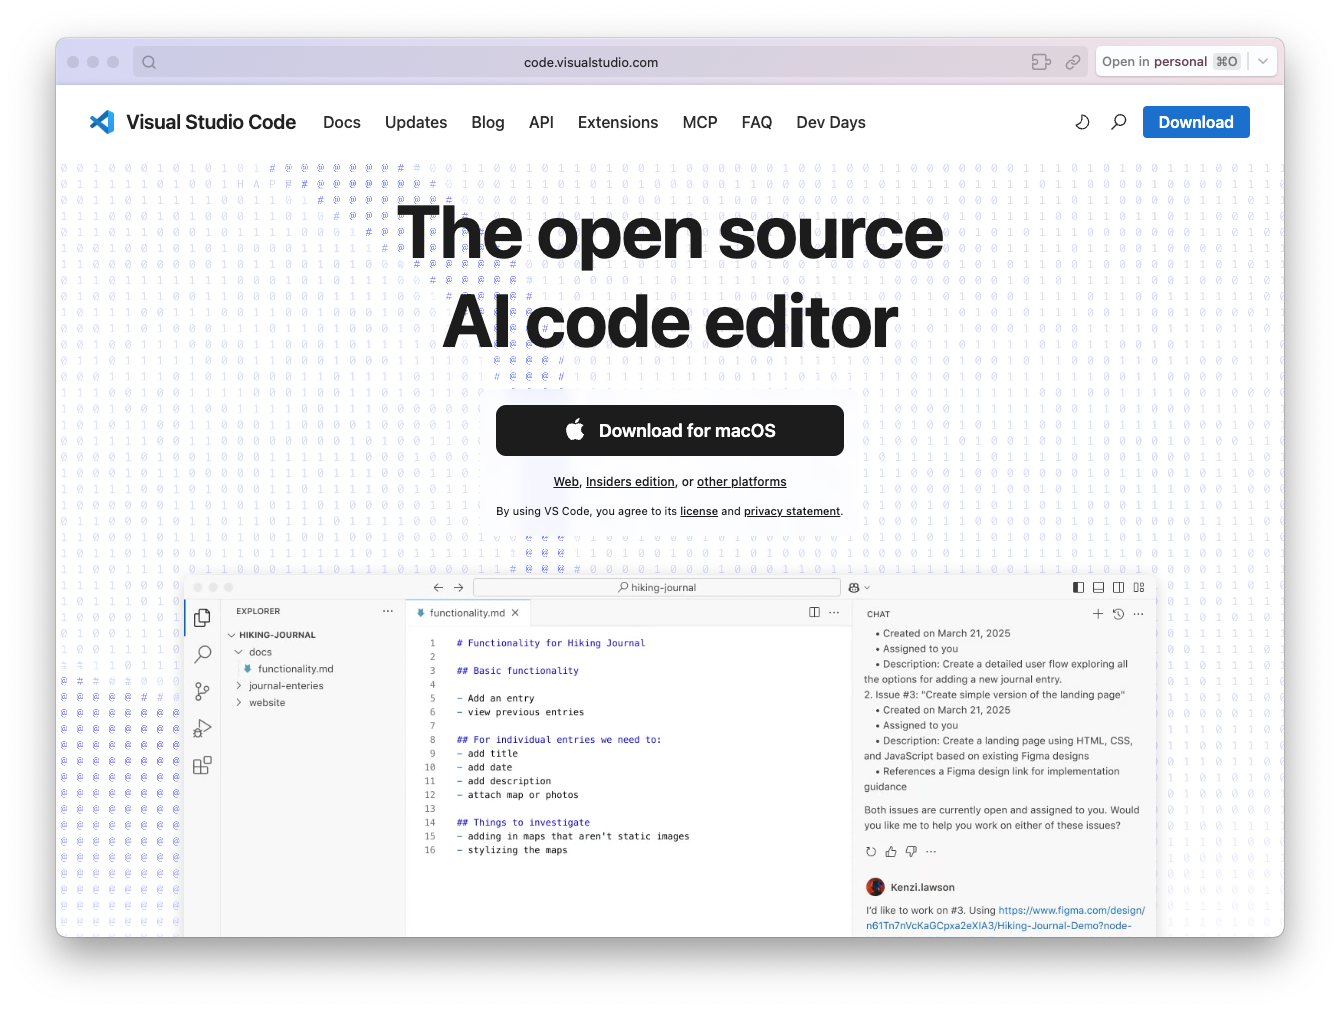 code.visualstudio.com
Open in personal ⌘O
Visual Studio Code
Docs
Updates
Blog
API
Extensions
MCP
FAQ
Dev Days
Download
The open source
AI code editor
Download for macOS
Web, Insiders edition, or other platforms
By using VS Code, you agree to its license and privacy statement.
hiking-journal
EXPLORER
HIKING-JOURNAL
docs
functionality.md
journal-enteries
website
functionality.md
1 # Functionality for Hiking Journal
2
3 ## Basic functionality
4
5 - Add an entry
6 - view previous entries
7
8 ## For individual entries we need to:
9 - add title
10 - add date
11 - add description
12 - attach map or photos
13
14 ## Things to investigate
15 - adding in maps that aren't static images
16 - stylizing the maps
CHAT
• Created on March 21, 2025
• Assigned to you
• Description: Create a detailed user flow exploring all
the options for adding a new journal entry.
2. Issue #3: "Create simple version of the landing page"
• Created on March 21, 2025
• Assigned to you
• Description: Create a landing page using HTML, CSS,
and JavaScript based on existing Figma designs
• References a Figma design link for implementation
guidance
Both issues are currently open and assigned to you. Would
you like me to help you work on either of these issues?
Kenzi.lawson
I'd like to work on #3. Using https://www.figma.com/design/
n61Tn7nVcKaGCpxa2eXIA3/Hiking-Journal-Demo?node-